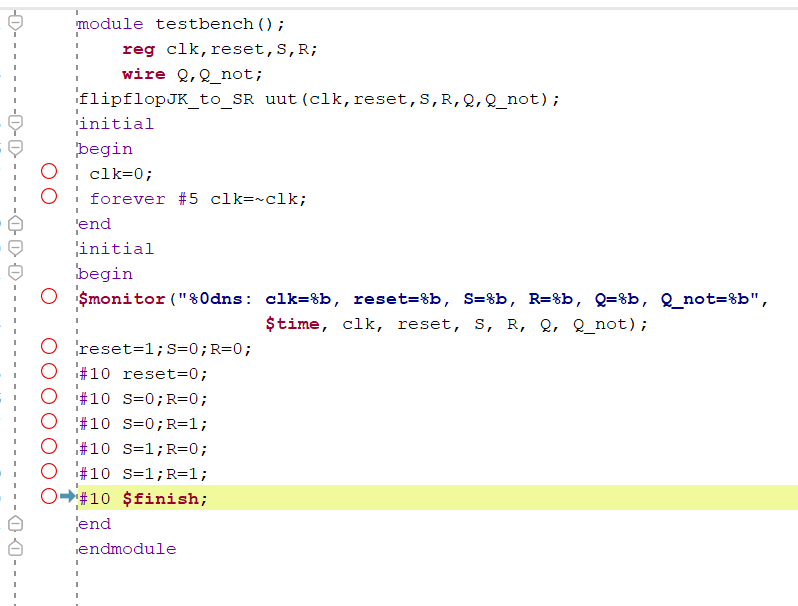 module testbench();
reg clk,reset,S,R;
wire Q,Q_not;
flipflopJK_to_SR uut(clk,reset,S,R,Q,Q_not);
initial
begin
clk=0;
forever #5 clk=~clk;
end
initial
begin
$monitor("%0dns: clk=%b, reset=%b, S=%b, R=%b, Q=%b, Q_not=%b",
$time, clk, reset, S, R, Q, Q_not);
reset=1;S=0;R=0;
#10 reset=0;
#10 S=0;R=0;
#10 S=0;R=1;
#10 S=1;R=0;
#10 S=1;R=1;
#10 $finish;
end
endmodule